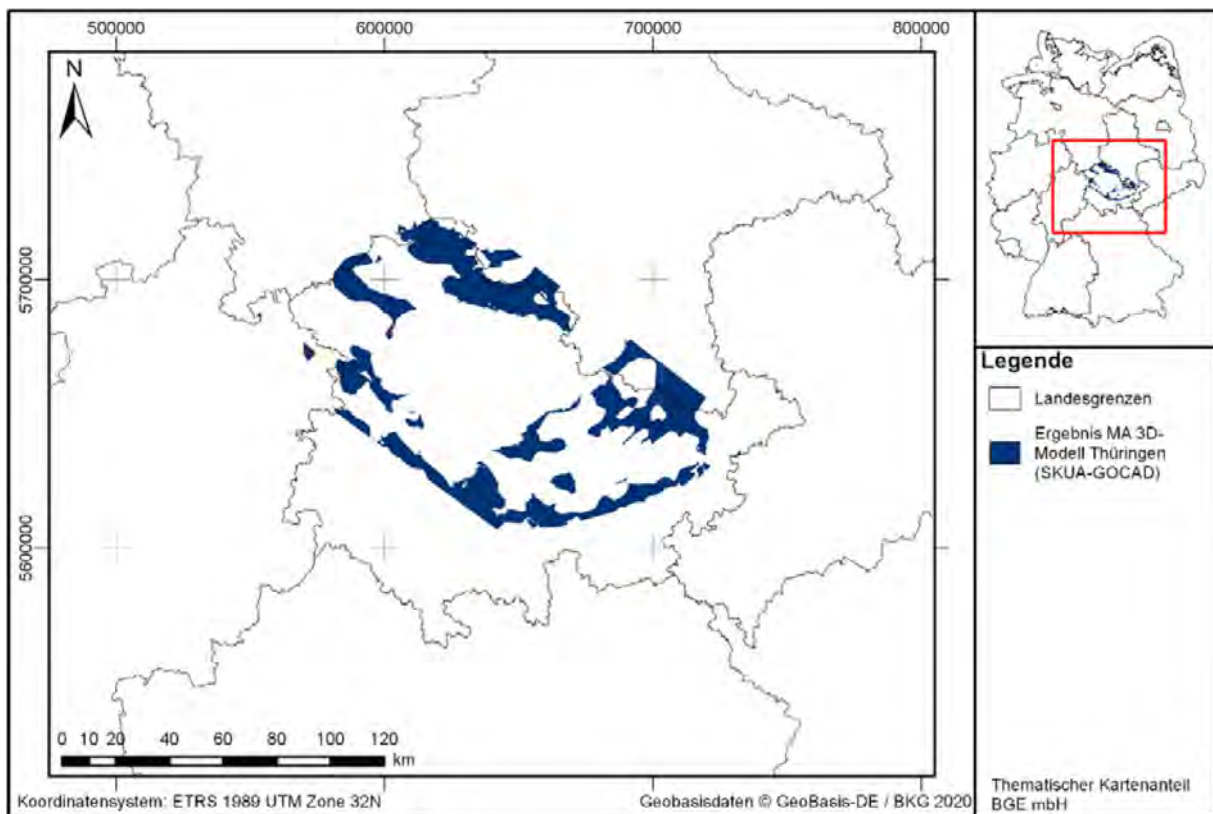 500000 600000 700000 800000
N
5700000
5600000
0 10 20 40 60 80 100 120
km
Koordinatensystem: ETRS 1989 UTM Zone 32N
Geobasisdaten © GeoBasis-DE / BKG 2020
Legende
Landesgrenzen
Ergebnis MA 3D-
Modell Thüringen
(SKUA-GOCAD)
Thematischer Kartenanteil
BGE mbH